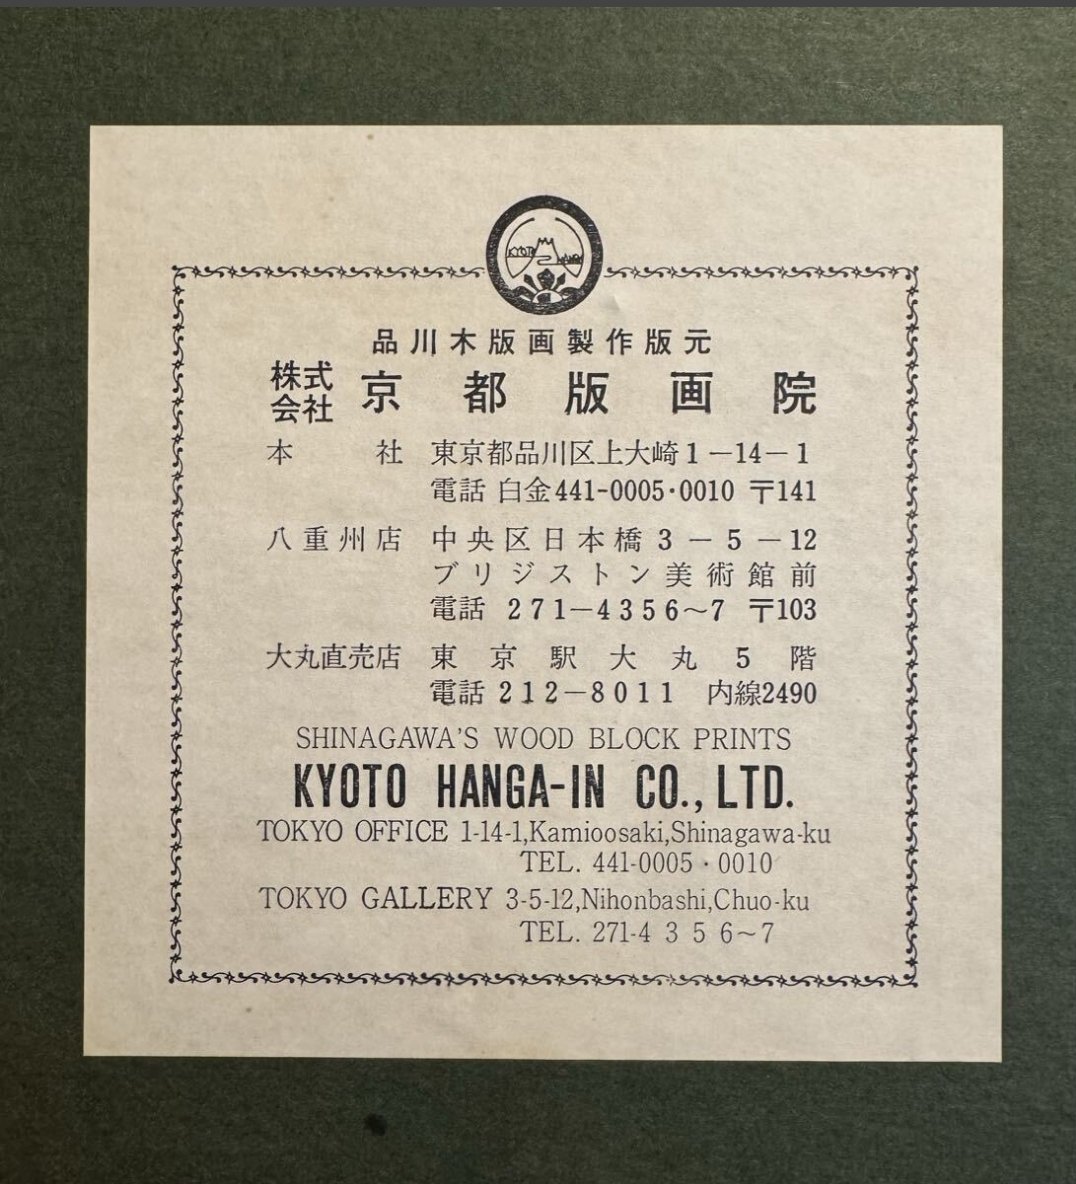 KYOTO
品川木版画製作版元
株式会社 京都版画院
本社 東京都品川区上大崎1-14-1
電話 白金441-0005・0010 〒141
八重州店 中央区日本橋3-5-12
ブリジストン美術館前
電話 271-4356~7 〒103
大丸直売店 東京駅大丸5階
電話 212-8011 内線2490
SHINAGAWA'S WOOD BLOCK PRINTS
KYOTO HANGA-IN CO., LTD.
TOKYO OFFICE 1-14-1,Kamioosaki,Shinagawa-ku
TEL. 441-0005・0010
TOKYO GALLERY 3-5-12,Nihonbashi,Chuo-ku
TEL. 271-4356~7